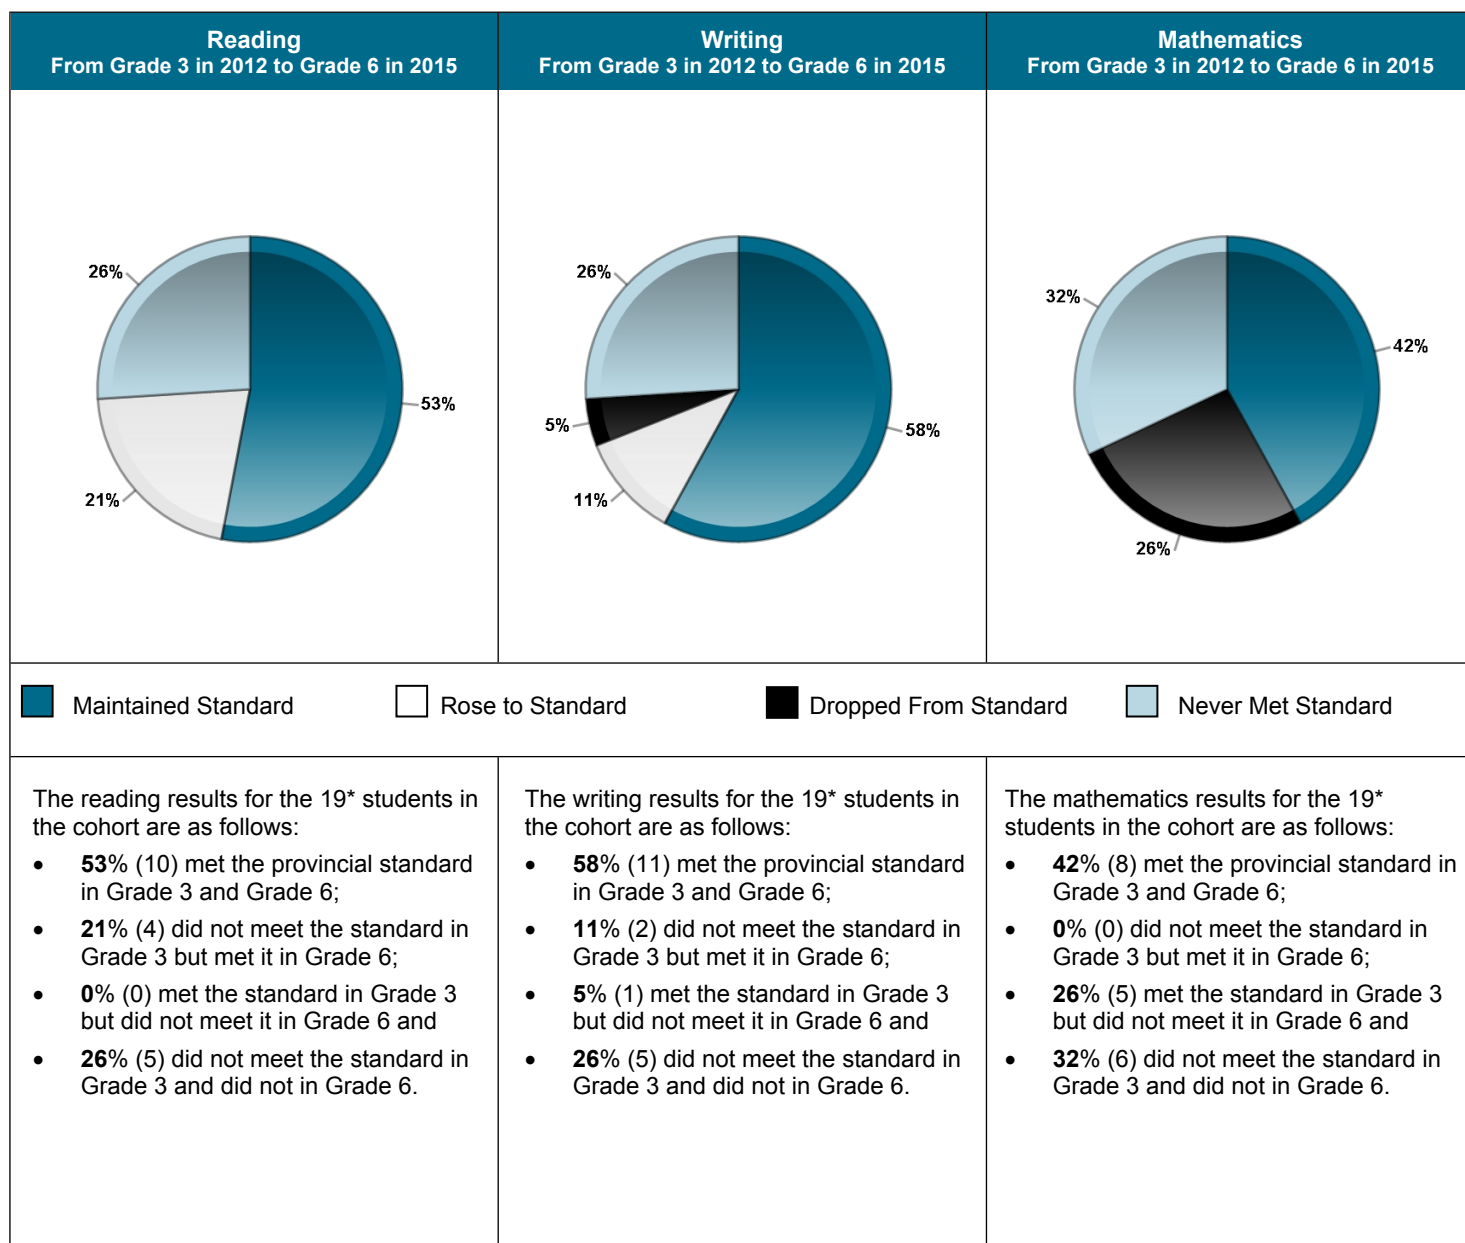 Reading
From Grade 3 in 2012 to Grade 6 in 2015
Writing
From Grade 3 in 2012 to Grade 6 in 2015
Mathematics
From Grade 3 in 2012 to Grade 6 in 2015
26%
53%
21%
26%
58%
5%
11%
32%
42%
26%
Maintained Standard
Rose to Standard
Dropped From Standard
Never Met Standard
The reading results for the 19* students in
the cohort are as follows:
• 53% (10) met the provincial standard
in Grade 3 and Grade 6;
• 21% (4) did not meet the standard in
Grade 3 but met it in Grade 6;
• 0% (0) met the standard in Grade 3
but did not meet it in Grade 6 and
• 26% (5) did not meet the standard in
Grade 3 and did not in Grade 6.
The writing results for the 19* students in
the cohort are as follows:
• 58% (11) met the provincial standard
in Grade 3 and Grade 6;
• 11% (2) did not meet the standard in
Grade 3 but met it in Grade 6;
• 5% (1) met the standard in Grade 3
but did not meet it in Grade 6 and
• 26% (5) did not meet the standard in
Grade 3 and did not in Grade 6.
The mathematics results for the 19*
students in the cohort are as follows:
• 42% (8) met the provincial standard in
Grade 3 and Grade 6;
• 0% (0) did not meet the standard in
Grade 3 but met it in Grade 6;
• 26% (5) met the standard in Grade 3
but did not meet it in Grade 6 and
• 32% (6) did not meet the standard in
Grade 3 and did not in Grade 6.